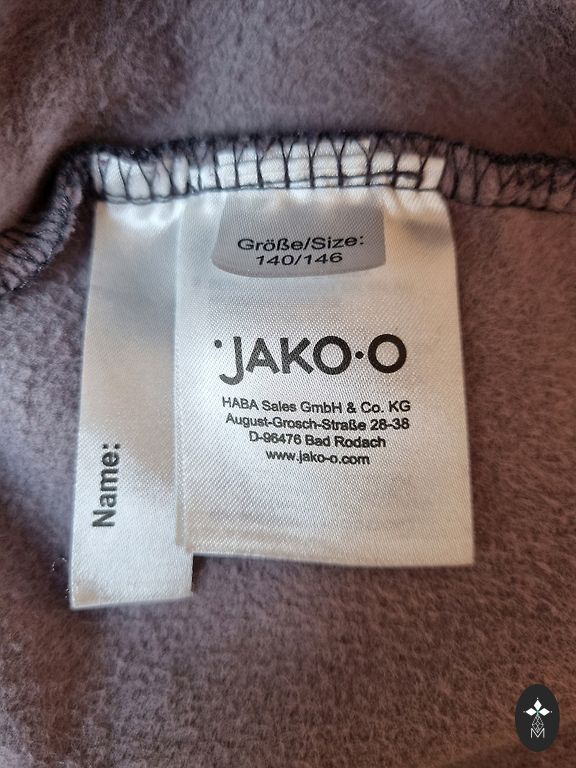 Größe/Size:
140/146
JAKO-O
HABA Sales GmbH & Co. KG
August-Grosch-Straße 28-38
D-96476 Bad Rodach
www.jako-o.com
Name:
M